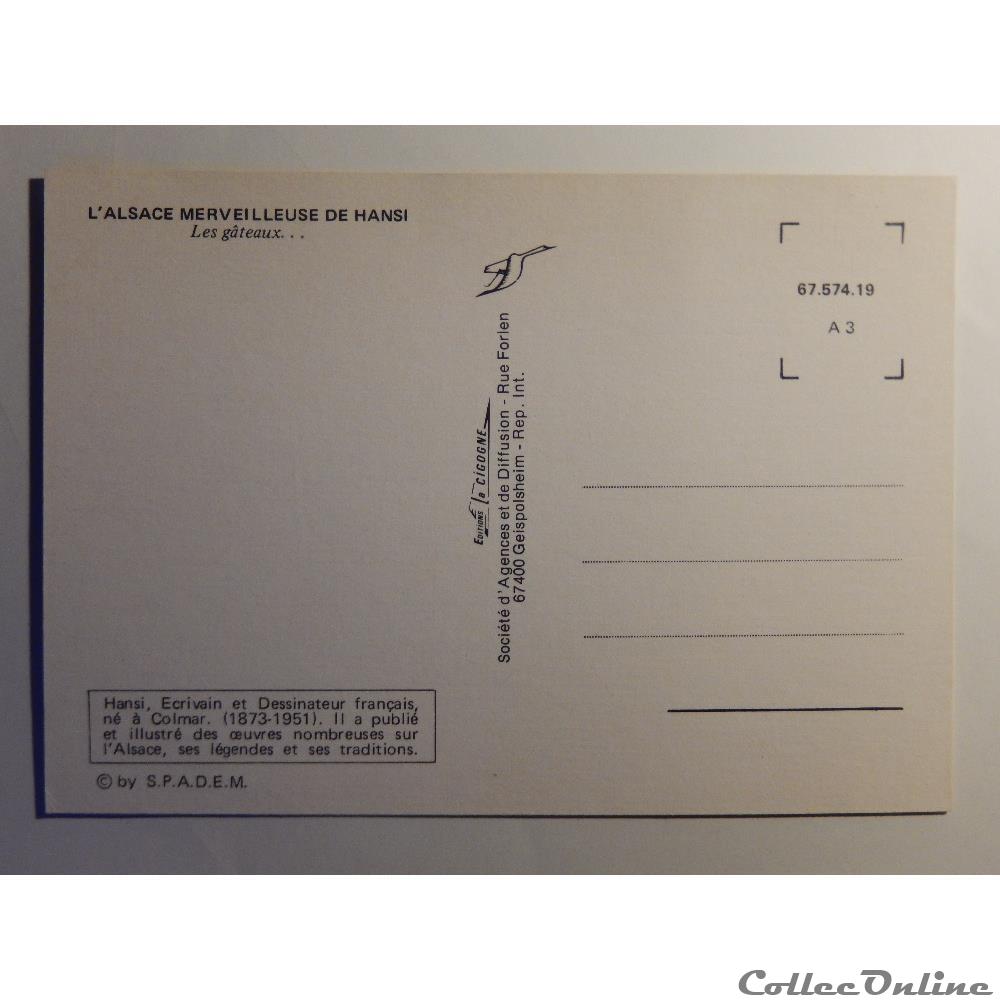 L'ALSACE MERVEILLEUSE DE HANSI
Les gâteaux...
67.574.19
A 3
EDITIONS la CIGOGNE
Société d'Agences et de Diffusion - Rue Forlen
67400 Geispolsheim - Rep. Int.
Hansi, Ecrivain et Dessinateur français,
né à Colmar. (1873-1951). Il a publié
et illustré des œuvres nombreuses sur
l'Alsace, ses légendes et ses traditions.
© by S.P.A.D.E.M.
CollecOnline